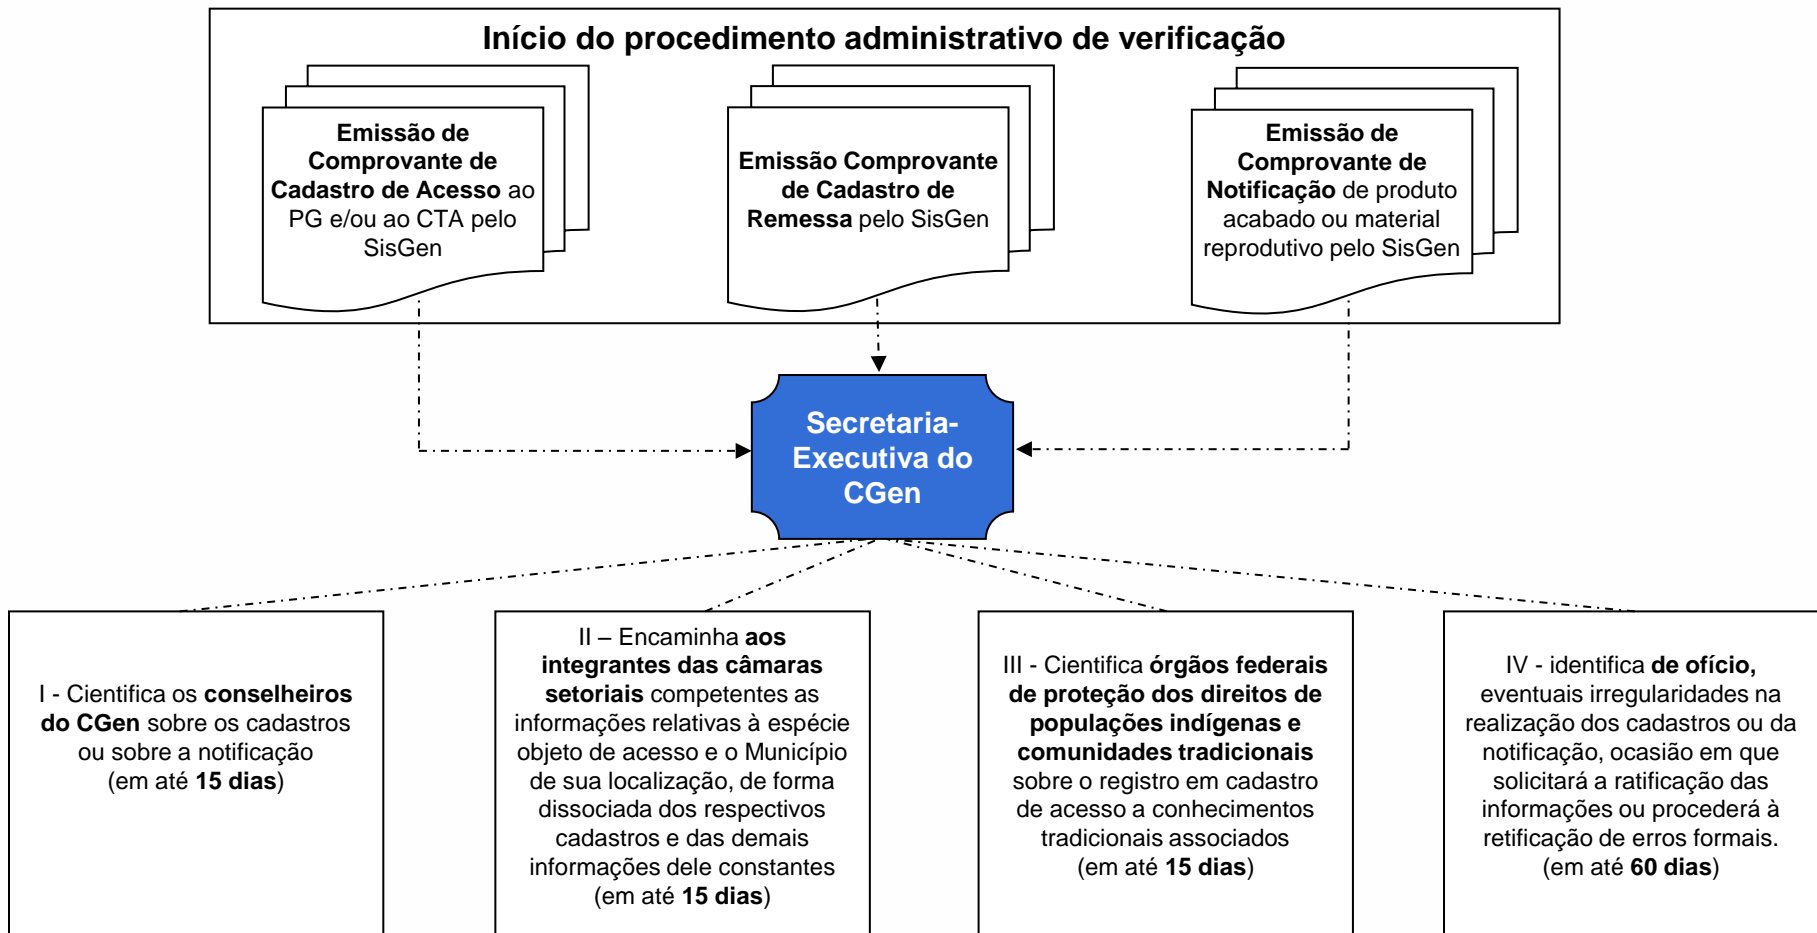 Início do procedimento administrativo de verificação
Emissão de
Comprovante de
Cadastro de Acesso ao
PG e/ou ao CTA pelo
SisGen
Emissão Comprovante
de Cadastro de
Remessa pelo SisGen
Emissão de
Comprovante de
Notificação de produto
acabado ou material
reprodutivo pelo SisGen
Secretaria-
Executiva do
CGen
I - Cientifica os conselheiros
do CGen sobre os cadastros
ou sobre a notificação
(em até 15 dias)
II – Encaminha aos
integrantes das câmaras
setoriais competentes as
informações relativas à espécie
objeto de acesso e o Município
de sua localização, de forma
dissociada dos respectivos
cadastros e das demais
informações dele constantes
(em até 15 dias)
III - Cientifica órgãos federais
de proteção dos direitos de
populações indígenas e
comunidades tradicionais
sobre o registro em cadastro
de acesso a conhecimentos
tradicionais associados
(em até 15 dias)
IV - identifica de ofício,
eventuais irregularidades na
realização dos cadastros ou da
notificação, ocasião em que
solicitará a ratificação das
informações ou procederá à
retificação de erros formais.
(em até 60 dias)